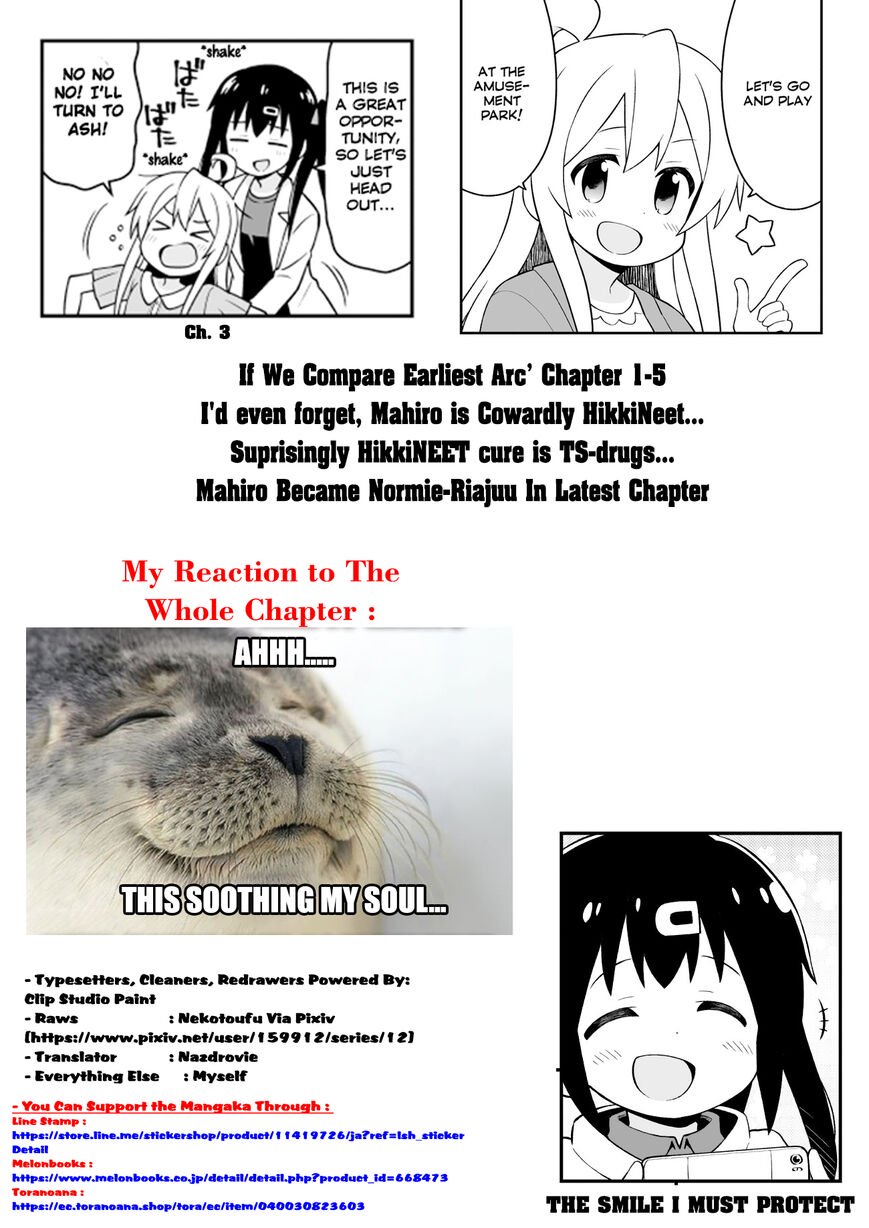 NO NO
NO! I'LL
TURN TO
ASH!
*shake*
ばた
ばた
*shake*
THIS IS
A GREAT
OPPOR-
TUNITY,
SO LET'S
JUST
HEAD
OUT...
Ch. 3
AT THE
AMUSE-
MENT
PARK!
LET'S GO
AND PLAY
If We Compare Earliest Arc’ Chapter 1-5
I'd even forget, Mahiro is Cowardly HikkiNeet...
Suprisingly HikkiNEET cure is TS-drugs...
Mahiro Became Normie-Riajuu In Latest Chapter
My Reaction to The
Whole Chapter :
AHHH.....
THIS SOOTHING MY SOUL...
- Typesetters, Cleaners, Redrawers Powered By:
Clip Studio Paint
- Raws : Nekotoufu Via Pixiv
(https://www.pixiv.net/user/159912/series/12)
- Translator : Nazdrovie
- Everything Else : Myself
- You Can Support the Mangaka Through :
Line Stamp :
https://store.line.me/stickershop/product/11419726/ja?ref=lsh_sticker
Detail
Melonbooks :
https://www.melonbooks.co.jp/detail/detail.php?product_id=668473
Toranoana :
https://ec.toranoana.shop/tora/ec/item/040030823603
THE SMILE I MUST PROTECT